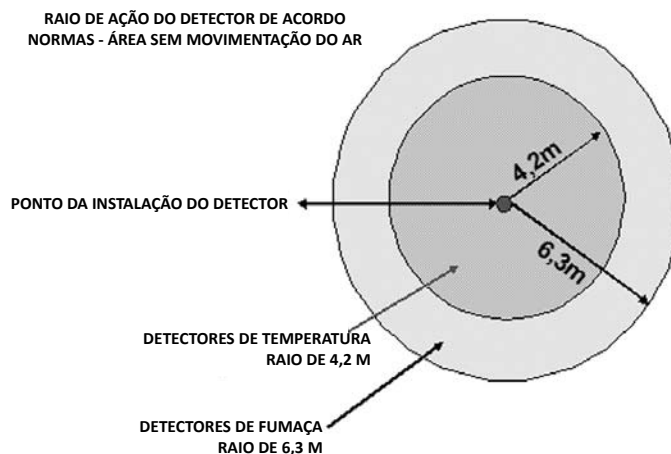 RAIO DE AÇÃO DO DETECTOR DE ACORDO
NORMAS - ÁREA SEM MOVIMENTAÇÃO DO AR
4,2m
PONTO DA INSTALAÇÃO DO DETECTOR
6,3m
DETECTORES DE TEMPERATURA
RAIO DE 4,2 M
DETECTORES DE FUMAÇA
RAIO DE 6,3 M